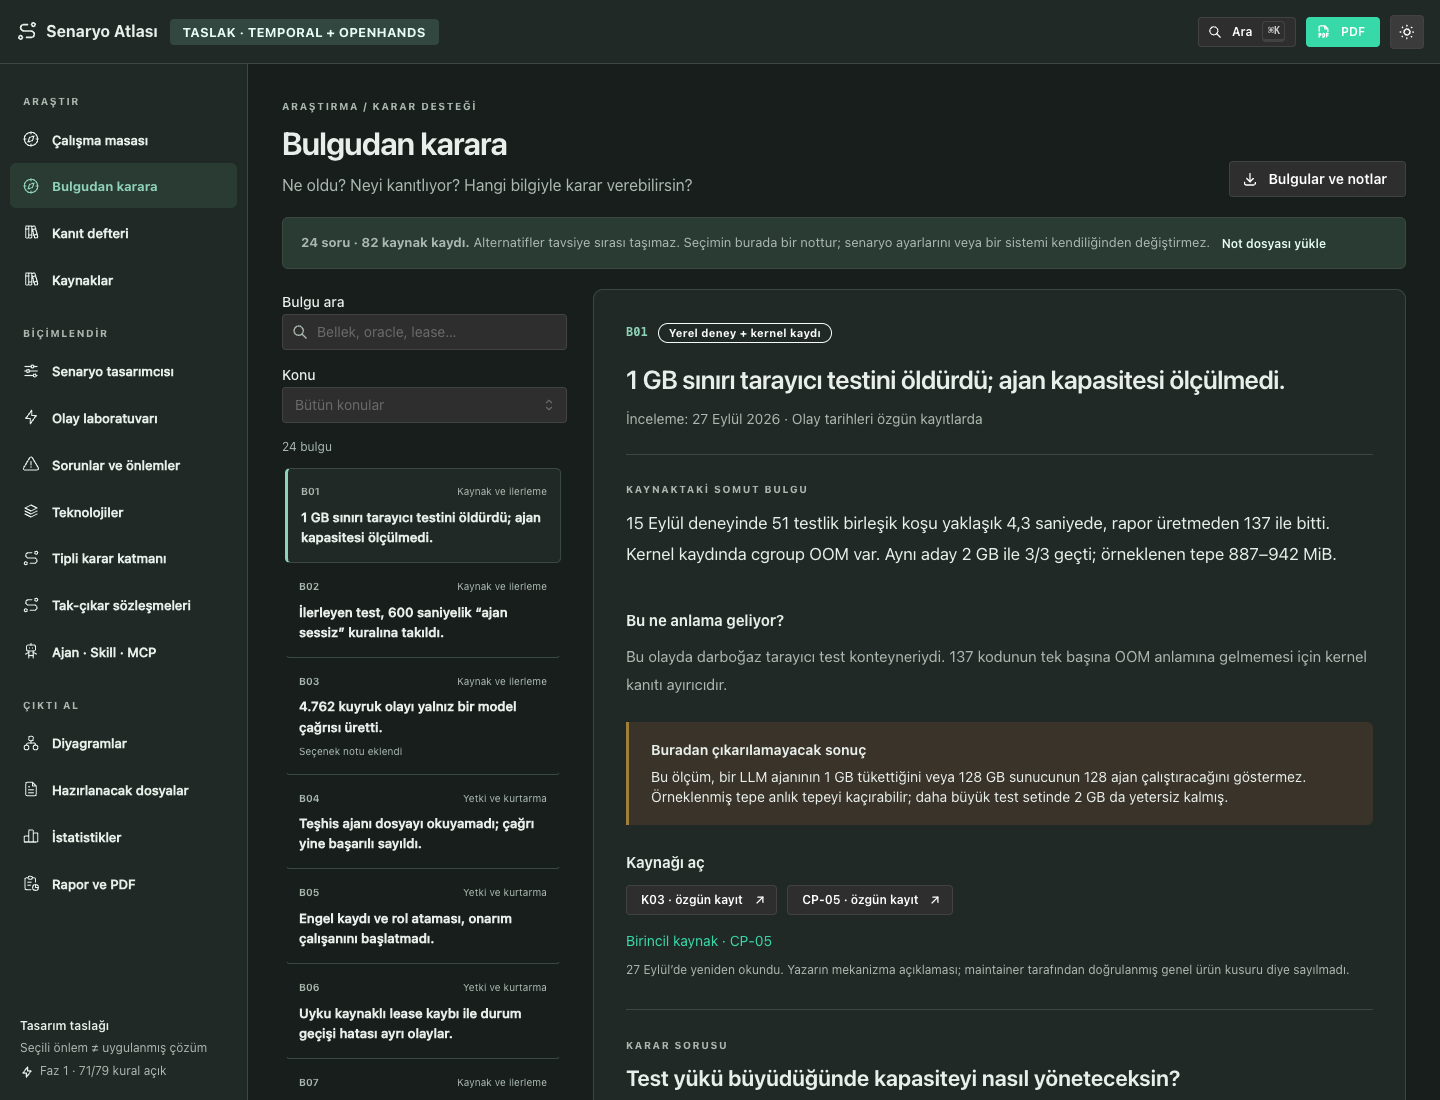 Senaryo Atlası
TASLAK · TEMPORAL + OPENHANDS
Ara ⌘K
PDF
ARAŞTIR
Çalışma masası
Bulgudan karara
Kanıt defteri
Kaynaklar
BİÇİMLENDİR
Senaryo tasarımcısı
Olay laboratuvarı
Sorunlar ve önlemler
Teknolojiler
Tipli karar katmanı
Tak-çıkar sözleşmeleri
Ajan · Skill · MCP
ÇIKTI AL
Diyagramlar
Hazırlanacak dosyalar
İstatistikler
Rapor ve PDF
Tasarım taslağı
Seçili önlem ≠ uygulanmış çözüm
Faz 1 · 71/79 kural açık
ARAŞTIRMA / KARAR DESTEĞİ
Bulgudan karara
Ne oldu? Neyi kanıtlıyor? Hangi bilgiyle karar verebilirsin?
Bulgular ve notlar
24 soru · 82 kaynak kaydı. Alternatifler tavsiye sırası taşımaz. Seçimin burada bir nottur; senaryo ayarlarını veya bir sistemi kendiliğinden değiştirmez. Not dosyası yükle
Bulgu ara
Bellek, oracle, lease...
Konu
Bütün konular
24 bulgu
B01 Kaynak ve ilerleme
1 GB sınırı tarayıcı testini öldürdü; ajan
kapasitesi ölçülmedi.
B02 Kaynak ve ilerleme
İlerleyen test, 600 saniyelik “ajan
sessiz” kuralına takıldı.
B03 Kaynak ve ilerleme
4.762 kuyruk olayı yalnız bir model
çağrısı üretti.
Seçenek notu eklendi
B04 Yetki ve kurtarma
Teşhis ajanı dosyayı okuyamadı; çağrı
yine başarılı sayıldı.
B05 Yetki ve kurtarma
Engel kaydı ve rol ataması, onarım
çalışanını başlatmadı.
B06 Yetki ve kurtarma
Uyku kaynaklı lease kaybı ile durum
geçişi hatası ayrı olaylar.
B07 Kaynak ve ilerleme
B01 Yerel deney + kernel kaydı
1 GB sınırı tarayıcı testini öldürdü; ajan kapasitesi ölçülmedi.
İnceleme: 27 Eylül 2026 · Olay tarihleri özgün kayıtlarda
KAYNAKTAKİ SOMUT BULGU
15 Eylül deneyinde 51 testlik birleşik koşu yaklaşık 4,3 saniyede, rapor üretmeden 137 ile bitti.
Kernel kaydında cgroup OOM var. Aynı aday 2 GB ile 3/3 geçti; örneklenen tepe 887–942 MiB.
Bu ne anlama geliyor?
Bu olayda darboğaz tarayıcı test konteyneriydi. 137 kodunun tek başına OOM anlamına gelmemesi için kernel
kanıtı ayırıcıdır.
Buradan çıkarılamayacak sonuç
Bu ölçüm, bir LLM ajanının 1 GB tükettiğini veya 128 GB sunucunun 128 ajan çalıştıracağını göstermez.
Örneklenmiş tepe anlık tepeyi kaçırabilir; daha büyük test setinde 2 GB da yetersiz kalmış.
Kaynağı aç
K03 · özgün kayıt
CP-05 · özgün kayıt
Birincil kaynak · CP-05
27 Eylül’de yeniden okundu. Yazarın mekanizma açıklaması; maintainer tarafından doğrulanmış genel ürün kusuru diye sayılmadı.
KARAR SORUSU
Test yükü büyüdüğünde kapasiteyi nasıl yöneteceksin?